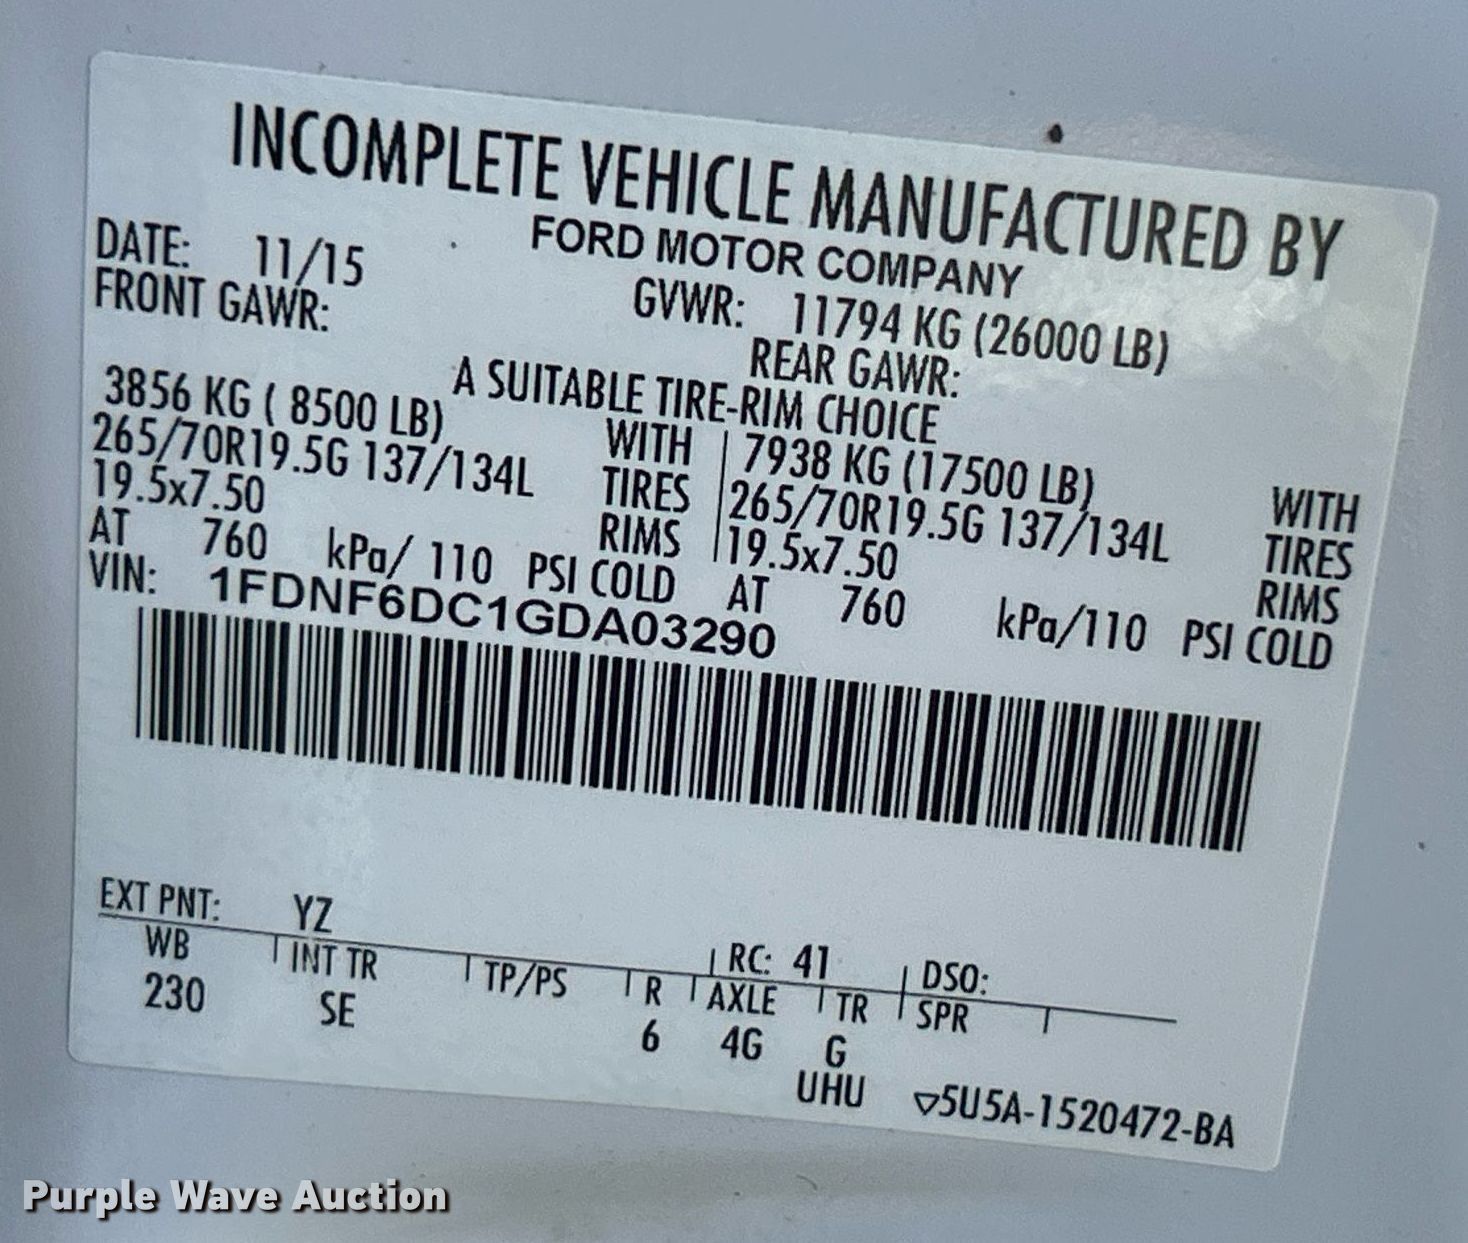 INCOMPLETE VEHICLE MANUFACTURED BY
FORD MOTOR COMPANY
DATE: 11/15 GVWR: 11794 KG (26000 LB)
FRONT GAWR: REAR GAWR:
A SUITABLE TIRE-RIM CHOICE
3856 KG ( 8500 LB) WITH 7938 KG (17500 LB) WITH
265/70R19.5G 137/134L TIRES 265/70R19.5G 137/134L TIRES
19.5x7.50 RIMS 19.5x7.50 RIMS
AT 760 kPa/ 110 PSI COLD AT 760 kPa/110 PSI COLD
VIN: 1FDNF6DC1GDA03290
EXT PNT: YZ RC: 41 DSO:
WB INT TR TP/PS R AXLE TR SPR
230 SE 6 4G G
UHU ▽5U5A-1520472-BA
Purple Wave Auction